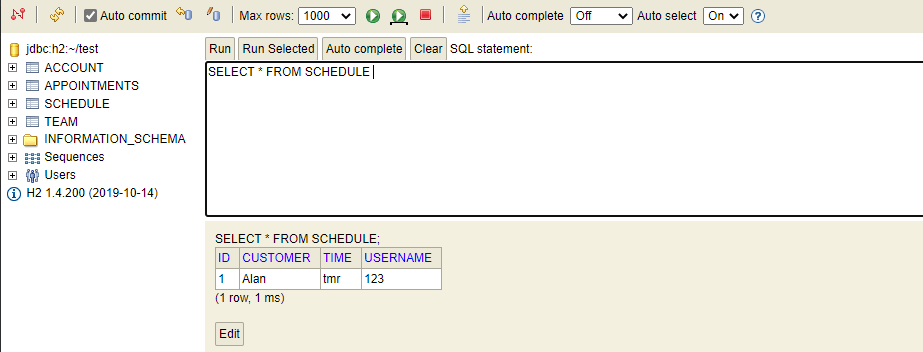 Auto commit Max rows: 1000 Auto complete Off Auto select On ?
jdbc:h2:~/test
ACCOUNT
APPOINTMENTS
SCHEDULE
TEAM
INFORMATION_SCHEMA
Sequences
Users
H2 1.4.200 (2019-10-14)
Run Run Selected Auto complete Clear SQL statement:
SELECT * FROM SCHEDULE
SELECT * FROM SCHEDULE;
ID CUSTOMER TIME USERNAME
1 Alan tmr 123
(1 row, 1 ms)
Edit